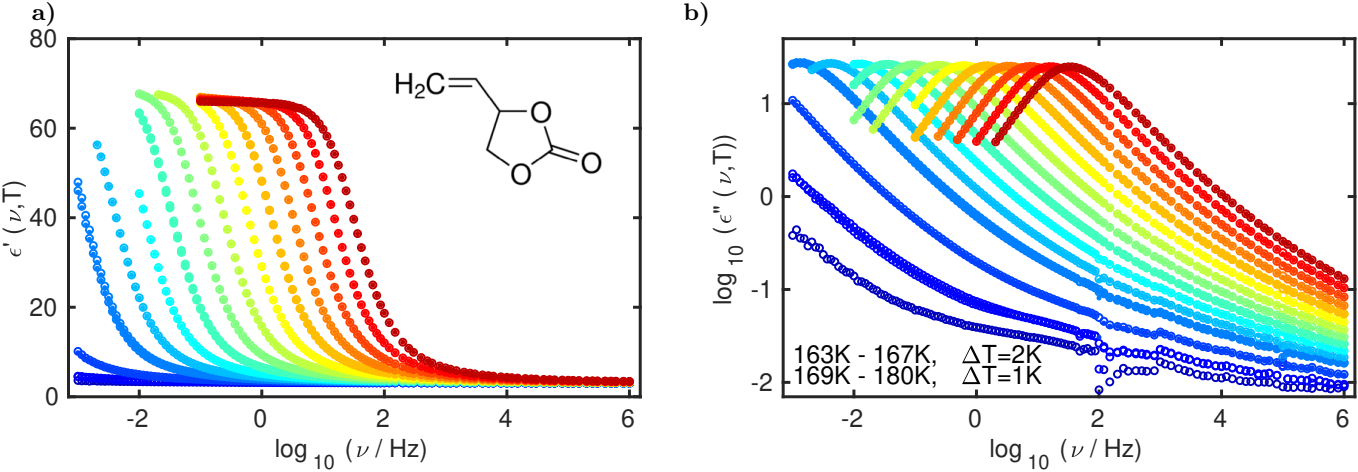 a)
80
60
40
20
0
ϵ' (ν,T)
-2 0 2 4 6
log10 (ν / Hz)
H2C
O
O
O
b)
1
0
-1
-2
log10 (ϵ'' (ν,T))
163K - 167K, ΔT=2K
169K - 180K, ΔT=1K
-2 0 2 4 6
log10 (ν / Hz)